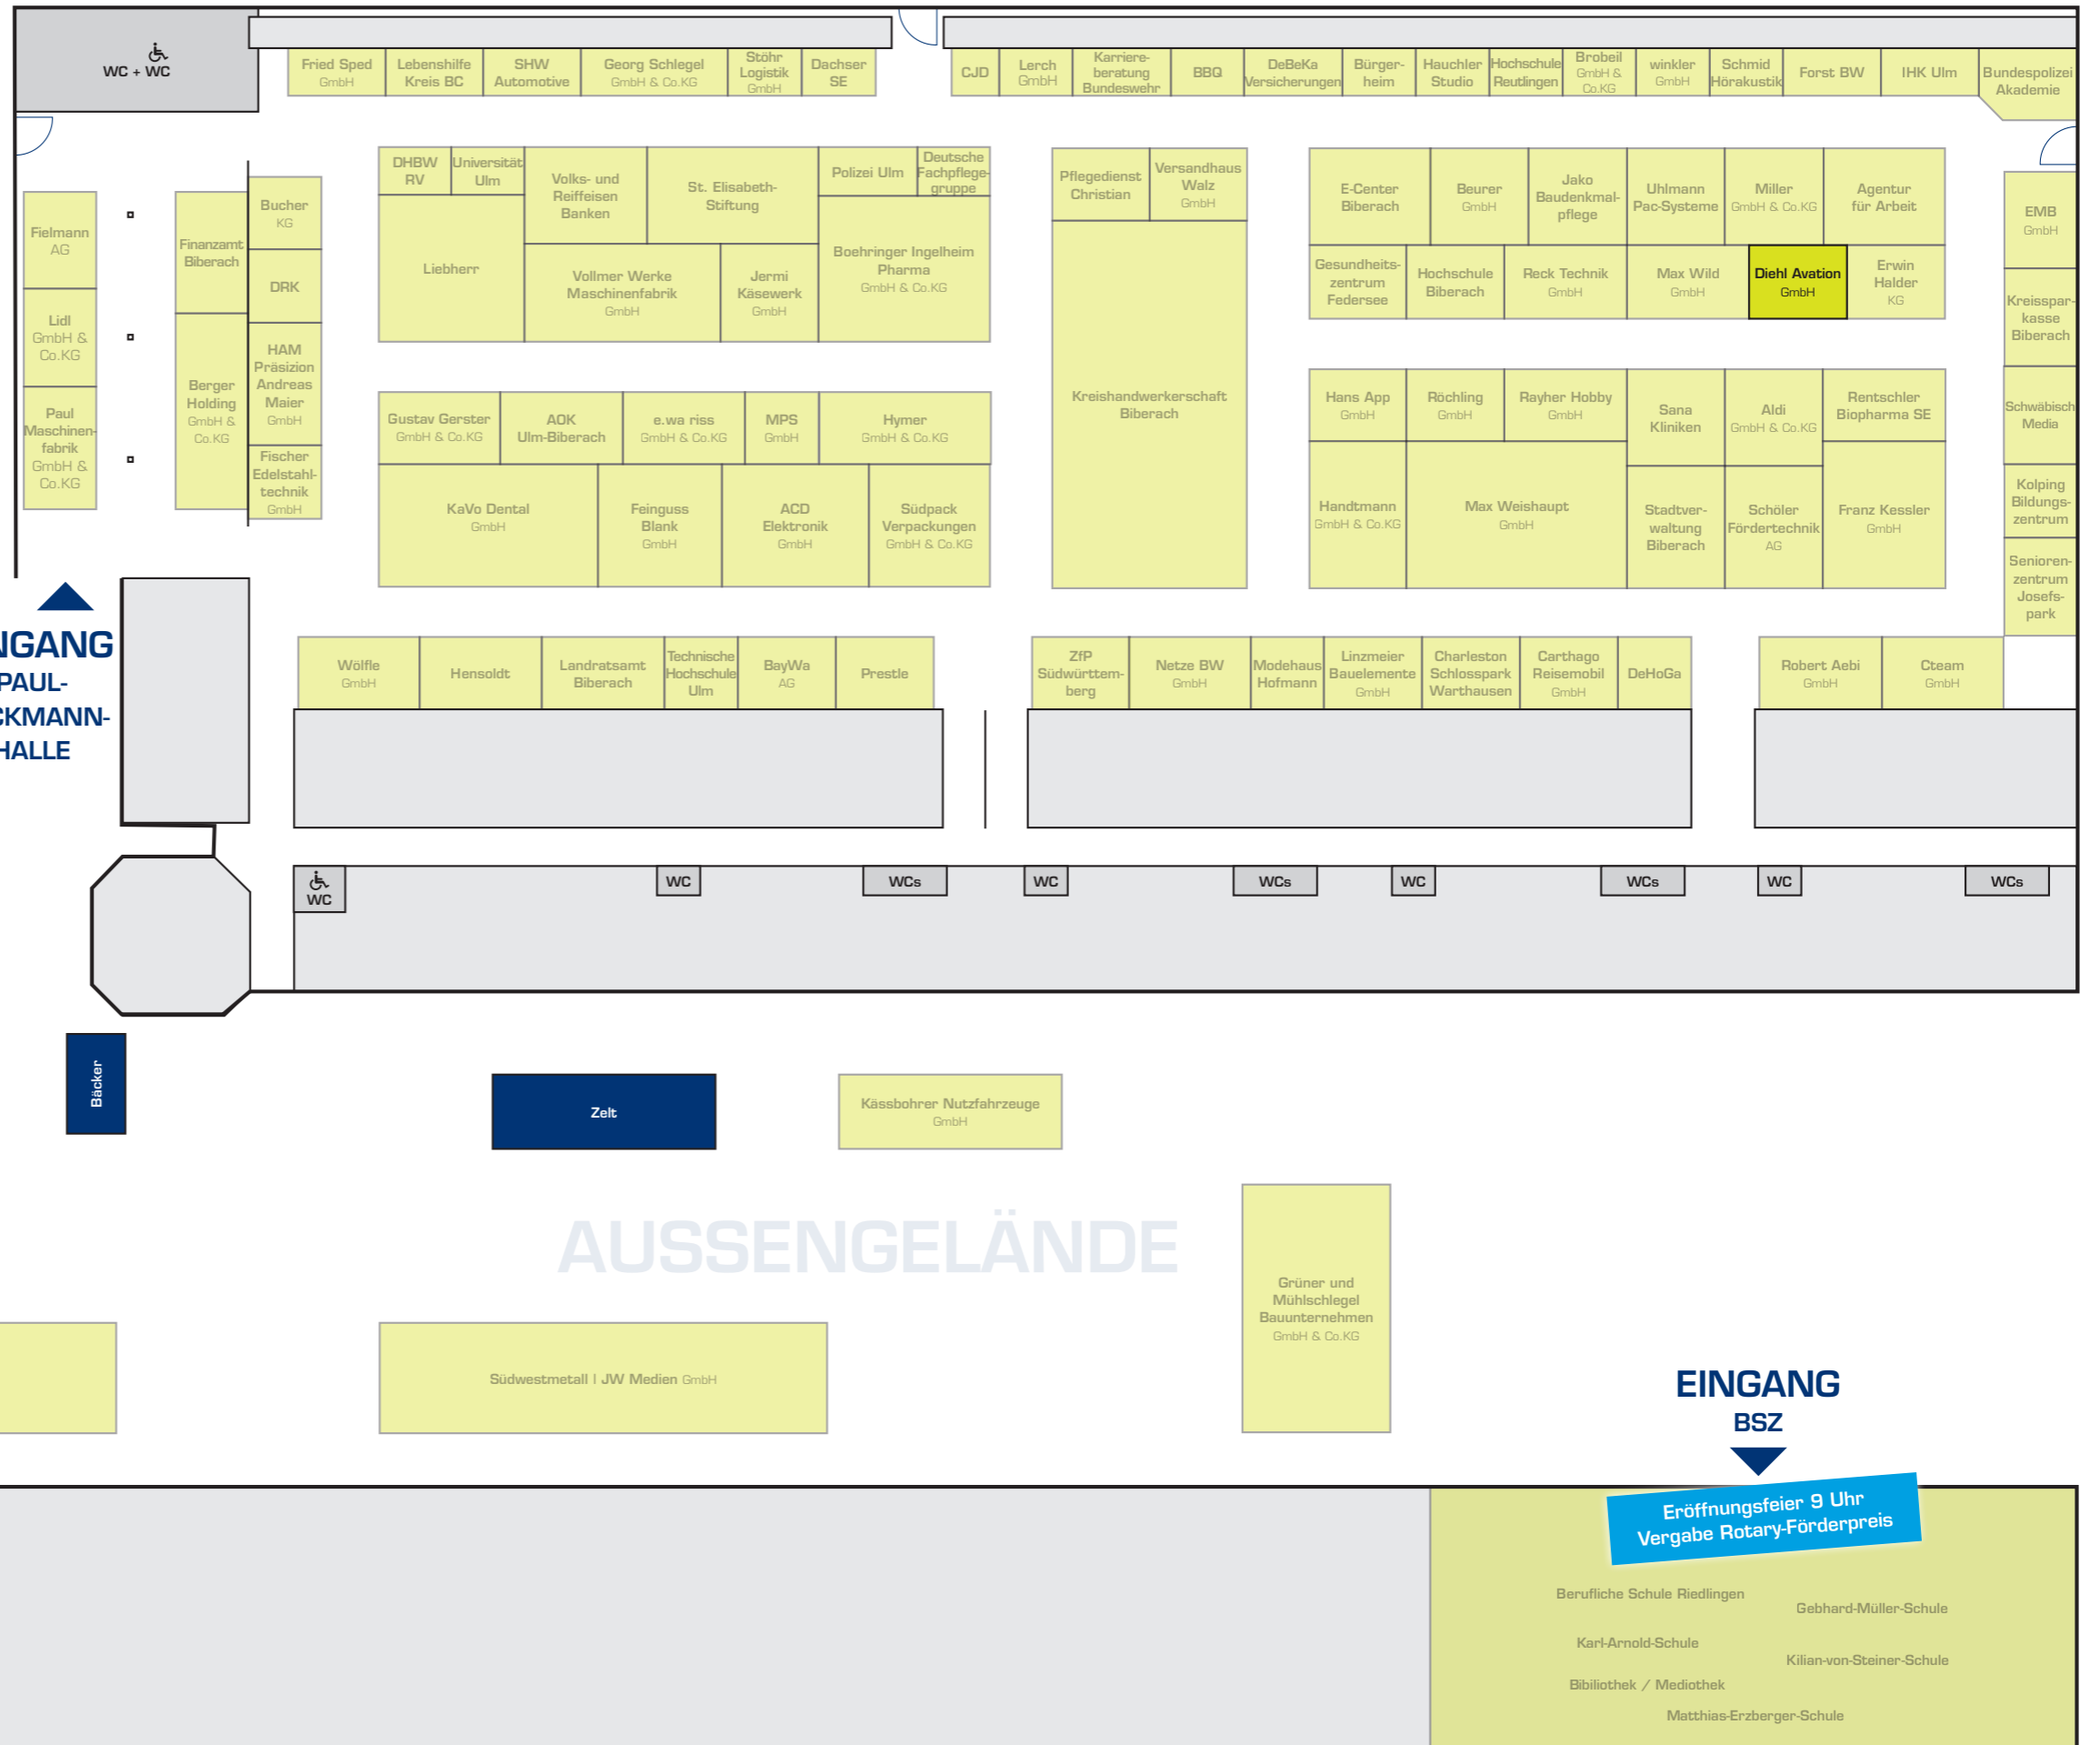 WC + WC
Fried Sped
GmbH
Lebenshilfe
Kreis BC
SHW
Automotive
Georg Schlegel
GmbH & Co.KG
Stöhr
Logistik
GmbH
Dachser
SE
CJD
Lerch
GmbH
Karriere-
beratung
Bundeswehr
BBQ
DeBeKa
Versicherungen
Bürger-
heim
Hauchler
Studio
Hochschule
Reutlingen
Brobeil
GmbH &
Co.KG
winkler
GmbH
Schmid
Hörakustik
Forst BW
IHK Ulm
Bundespolizei
Akademie
Fielmann
AG
Lidl
GmbH &
Co.KG
Paul
Maschinen-
fabrik
GmbH &
Co.KG
Finanzamt
Biberach
Berger
Holding
GmbH &
Co.KG
Bucher
KG
DRK
HAM
Präsizion
Andreas
Maier
GmbH
Fischer
Edelstahl-
technik
GmbH
DHBW
RV
Universität
Ulm
Volks- und
Reiffeisen
Banken
St. Elisabeth-
Stiftung
Polizei Ulm
Deutsche
Fachpflege-
gruppe
Liebherr
Vollmer Werke
Maschinenfabrik
GmbH
Jermi
Käsewerk
GmbH
Boehringer Ingelheim
Pharma
GmbH & Co.KG
Gustav Gerster
GmbH & Co.KG
AOK
Ulm-Biberach
e.wa riss
GmbH & Co.KG
MPS
GmbH
Hymer
GmbH & Co.KG
KaVo Dental
GmbH
Feinguss
Blank
GmbH
ACD
Elektronik
GmbH
Südpack
Verpackungen
GmbH & Co.KG
Pflegedienst
Christian
Versandhaus
Walz
GmbH
Kreishandwerkerschaft
Biberach
E-Center
Biberach
Beurer
GmbH
Jako
Baudenkmal-
pflege
Uhlmann
Pac-Systeme
Miller
GmbH & Co.KG
Agentur
für Arbeit
Gesundheits-
zentrum
Federsee
Hochschule
Biberach
Reck Technik
GmbH
Max Wild
GmbH
Diehl Avation
GmbH
Erwin
Halder
KG
Hans App
GmbH
Röchling
GmbH
Rayher Hobby
GmbH
Sana
Kliniken
Aldi
GmbH & Co.KG
Rentschler
Biopharma SE
Handtmann
GmbH & Co.KG
Max Weishaupt
GmbH
Stadtver-
waltung
Biberach
Schöler
Fördertechnik
AG
Franz Kessler
GmbH
EMB
GmbH
Kreisspar-
kasse
Biberach
Schwäbisch
Media
Kolping
Bildungs-
zentrum
Senioren-
zentrum
Josefs-
park
NGANG
PAUL-
CKMANN-
HALLE
Wölfle
GmbH
Hensoldt
Landratsamt
Biberach
Technische
Hochschule
Ulm
BayWa
AG
Prestle
ZfP
Südwürttem-
berg
Netze BW
GmbH
Modehaus
Hofmann
Linzmeier
Bauelemente
GmbH
Charleston
Schlosspark
Warthausen
Carthago
Reisemobil
GmbH
DeHoGa
Robert Aebi
GmbH
Cteam
GmbH
WC
WC
WCs
WC
WCs
WC
WCs
WC
WCs
Bäcker
Zelt
Kässbohrer Nutzfahrzeuge
GmbH
AUSSENGELÄNDE
Grüner und
Mühlschlegel
Bauunternehmen
GmbH & Co.KG
Südwestmetall | JW Medien GmbH
EINGANG
BSZ
Eröffnungsfeier 9 Uhr
Vergabe Rotary-Förderpreis
Berufliche Schule Riedlingen
Gebhard-Müller-Schule
Karl-Arnold-Schule
Kilian-von-Steiner-Schule
Bibiliothek / Mediothek
Matthias-Erzberger-Schule